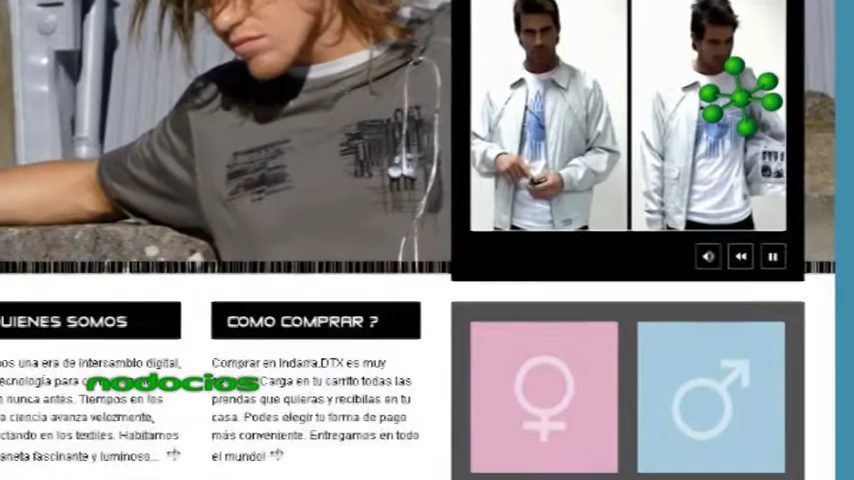 UIENES SOMOS
os una era de intercambio digital,
ecnología para
nunca antes. Tiempos en los
a ciencia avanza velozmente,
ctando en los textiles. Habitamos
aneta fascinante y luminoso...
COMO COMPRAR ?
Comprar en Indarra.DTX es muy
Carga en tu carrito todas las
prendas que quieras y recibilas en tu
casa. Podes elegir tu forma de pago
más conveniente. Entregamos en todo
el mundo!
nodocios